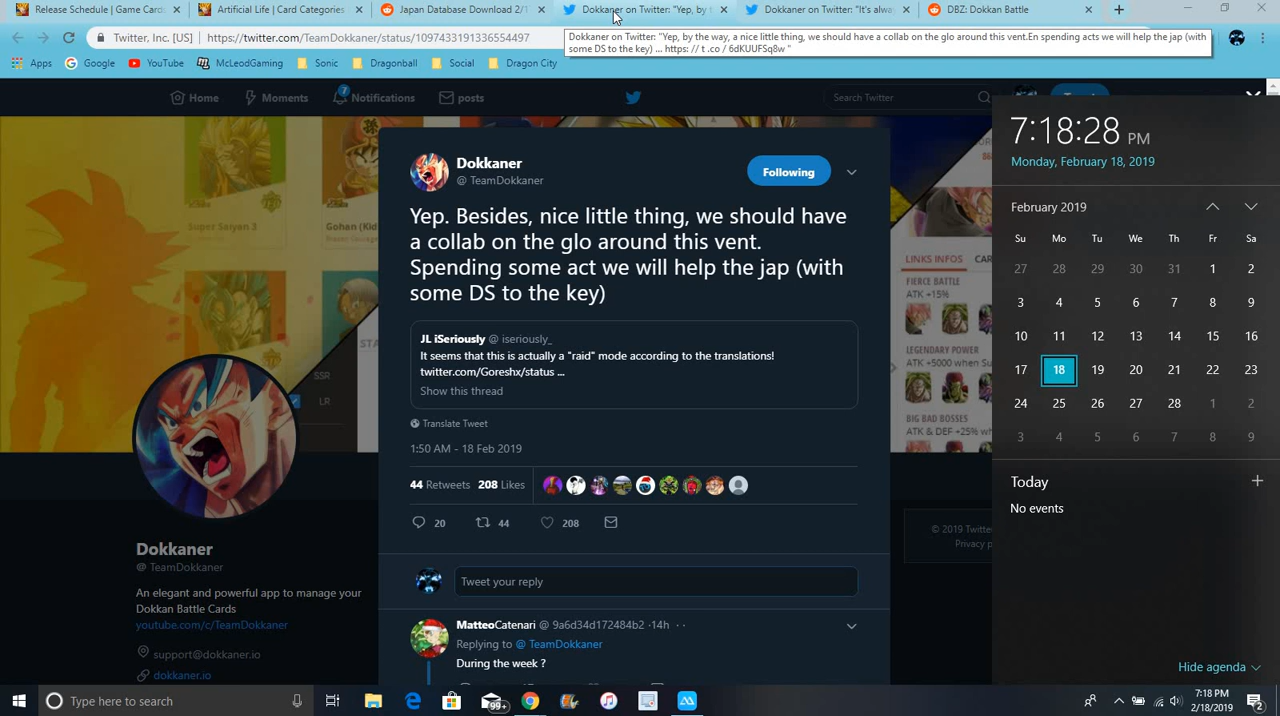 Release Schedule | Game Card
Artificial Life | Card Categories
Japan Database Download 2/1
Dokkaner on Twitter: "Yep, by t
Dokkaner on Twitter: "It's alwa
DBZ: Dokkan Battle
Twitter, Inc. [US] | https://twitter.com/TeamDokkaner/status/1097433191336554497
Dokkaner on Twitter: "Yep, by the way, a nice little thing, we should have a collab on the glo around this vent.En spending acts we will help the jap (with
some DS to the key) ... https: // t .co / 6dKUUFSq8w "
Apps
Google
YouTube
McLeodGaming
Sonic
Dragonball
Social
Dragon City
Home
Moments
7
Notifications
posts
Search Twitter
Super Saiyan 3
Gohan (Kid)
SSR
LR
LINKS INFOS
FIERCE BATTLE
ATK +15%
LEGENDARY POWER
ATK +5000 when Su
BIG BAD BOSSES
ATK & DEF +25% w
Dokkaner
@ TeamDokkaner
Following
Yep. Besides, nice little thing, we should have
a collab on the glo around this vent.
Spending some act we will help the jap (with
some DS to the key)
JL iSeriously @ iseriously_
It seems that this is actually a "raid" mode according to the translations!
twitter.com/Goreshx/status ...
Show this thread
Translate Tweet
1:50 AM - 18 Feb 2019
44 Retweets 208 Likes
20 44 208
Tweet your reply
MatteoCatenari @ 9a6d34d172484b2 ·14h · ·
Replying to @ TeamDokkaner
During the week ?
Dokkaner
@ TeamDokkaner
An elegant and powerful app to manage your
Dokkan Battle Cards
youtube.com/c/TeamDokkaner
support@dokkaner.io
dokkaner.io
© 2019 Twitte
Privacy p
7:18:28 PM
Monday, February 18, 2019
February 2019
Su Mo Tu We Th Fr Sa
27 28 29 30 31 1 2
3 4 5 6 7 8 9
10 11 12 13 14 15 16
17 18 19 20 21 22 23
24 25 26 27 28 1 2
3 4 5 6 7 8 9
Today
No events
Hide agenda
Type here to search
99+
7:18 PM
2/18/2019
2